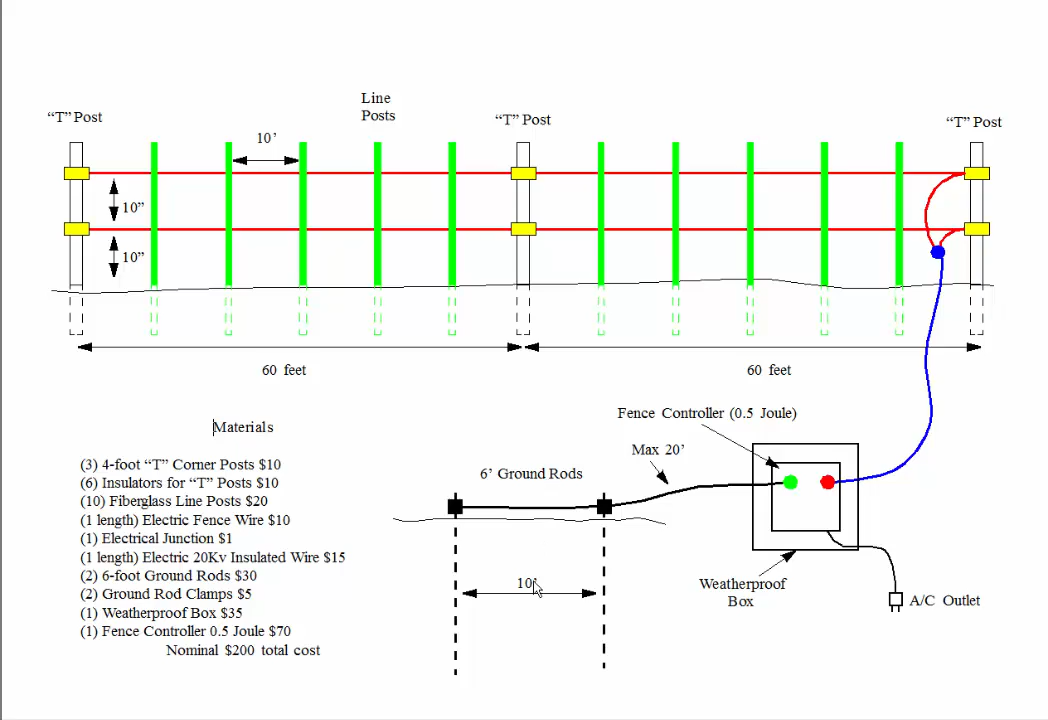 Line
Posts
“T” Post
“T” Post
“T” Post
10’
10”
10”
60 feet
60 feet
Fence Controller (0.5 Joule)
Materials
Max 20’
(3) 4-foot “T” Corner Posts $10
6’ Ground Rods
(6) Insulators for “T” Posts $10
(10) Fiberglass Line Posts $20
(1 length) Electric Fence Wire $10
(1) Electrical Junction $1
(1 length) Electric 20Kv Insulated Wire $15
(2) 6-foot Ground Rods $30
10’
Weatherproof
Box
(2) Ground Rod Clamps $5
A/C Outlet
(1) Weatherproof Box $35
(1) Fence Controller 0.5 Joule $70
Nominal $200 total cost